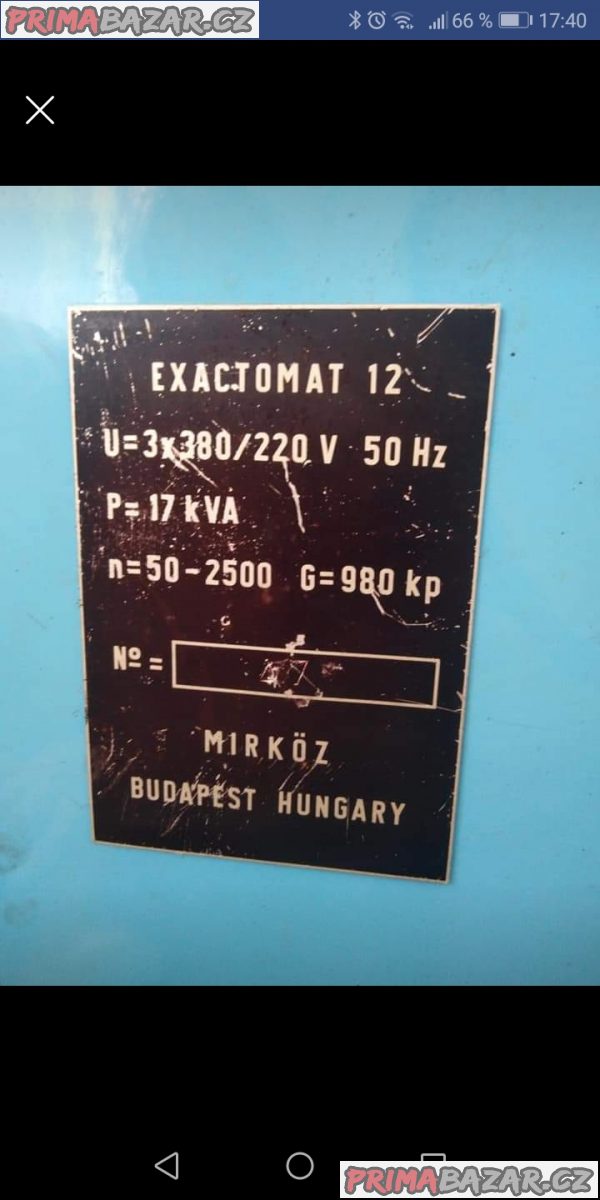 PRIMABAZAR.CZ
66 % 17:40
EXACTOMAT 12
U=3x380/220 V 50 Hz
P= 17 kVA
n=50-2500 G=980 kp
Nº =
MIRKÖZ
BUDAPEST HUNGARY
PRIMABAZAR.CZ